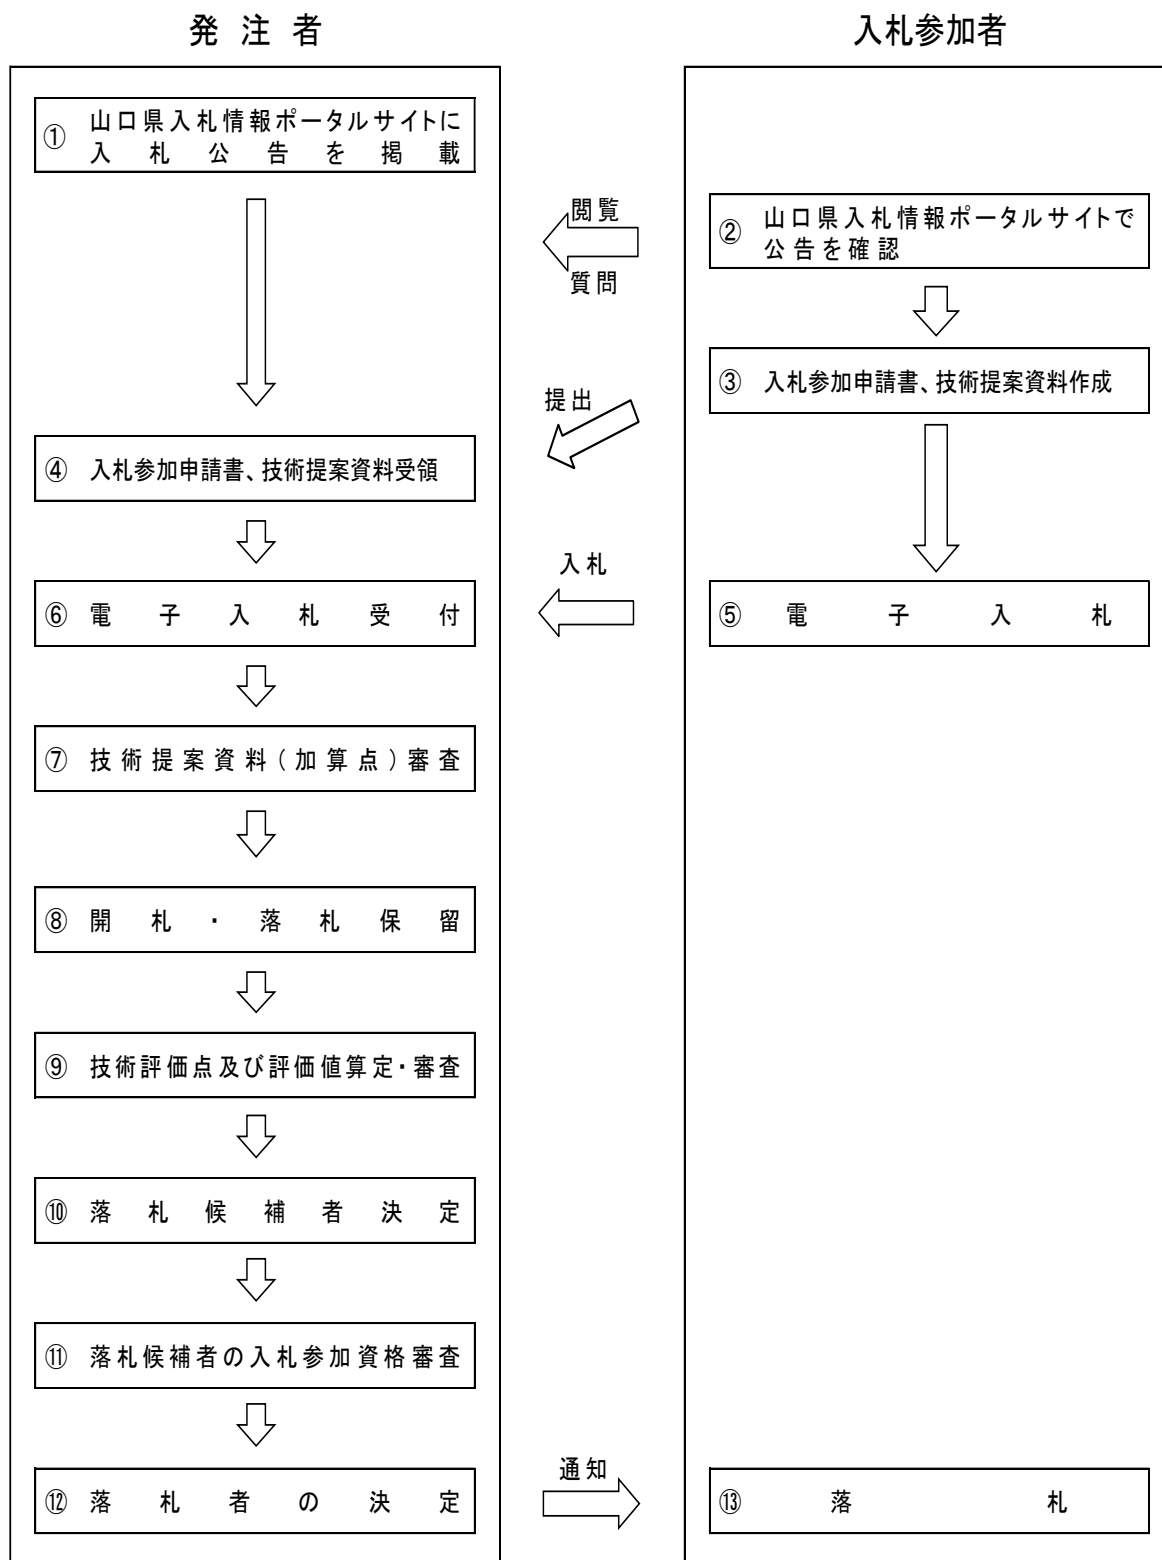 発注者
入札参加者
① 山口県入札情報ポータルサイトに
入札公告を掲載
閲覧
質問
② 山口県入札情報ポータルサイトで
公告を確認
③ 入札参加申請書、技術提案資料作成
提出
④ 入札参加申請書、技術提案資料受領
入札
⑥ 電子入札受付
⑤ 電子入札
⑦ 技術提案資料(加算点)審査
⑧ 開札・落札保留
⑨ 技術評価点及び評価値算定・審査
⑩ 落札候補者決定
⑪ 落札候補者の入札参加資格審査
通知
⑫ 落札者の決定
⑬ 落札